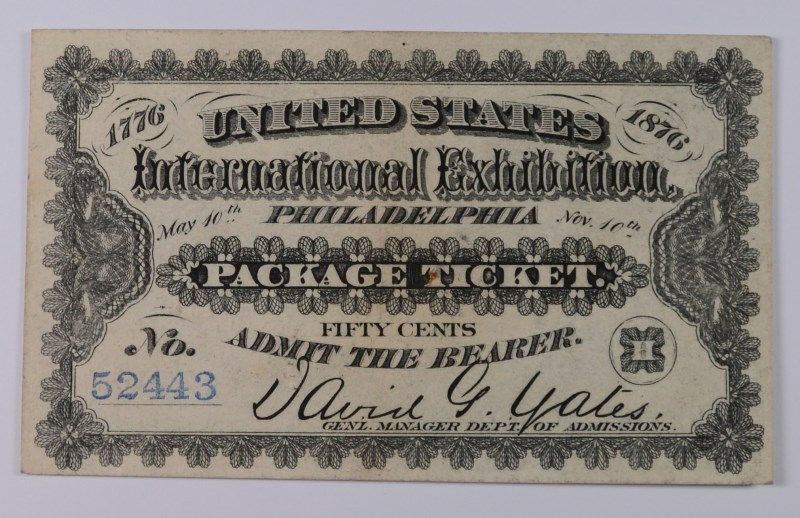 1776 UNITED STATES 1876
International Exhibition,
May 10th PHILADELPHIA Nov. 10th
PACKAGE TICKET.
FIFTY CENTS
No. ADMIT THE BEARER. H
52443 David G. Yates,
GENL. MANAGER DEPT. OF ADMISSIONS.